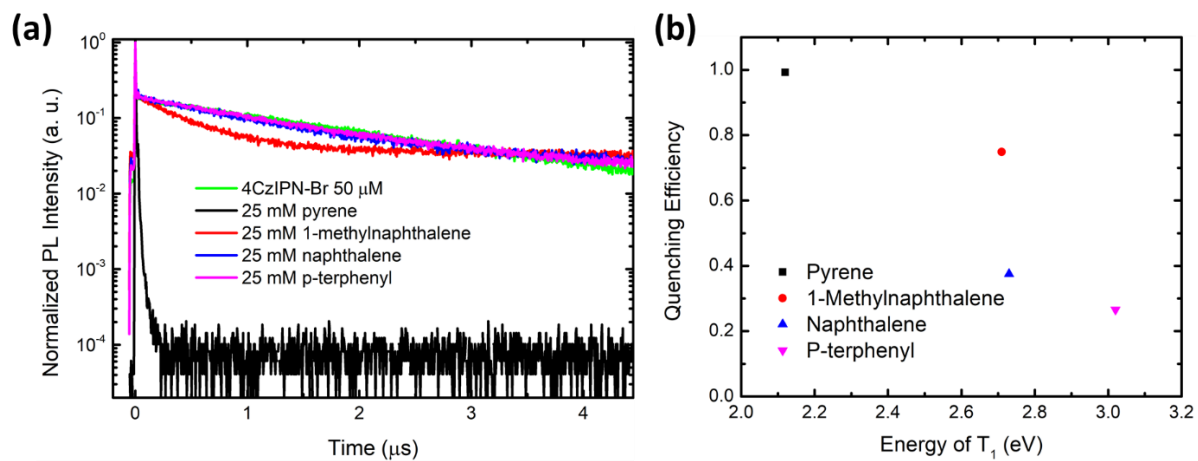 (a)
Normalized PL Intensity (a. u.)
10⁰
10⁻¹
10⁻²
10⁻³
10⁻⁴
4CzIPN-Br 50 μM
25 mM pyrene
25 mM 1-methylnaphthalene
25 mM naphthalene
25 mM p-terphenyl
0 1 2 3 4
Time (μs)
(b)
Quenching Efficiency
1.0
0.8
0.6
0.4
0.2
0.0
Pyrene
1-Methylnaphthalene
Naphthalene
P-terphenyl
2.0 2.2 2.4 2.6 2.8 3.0 3.2
Energy of T₁ (eV)